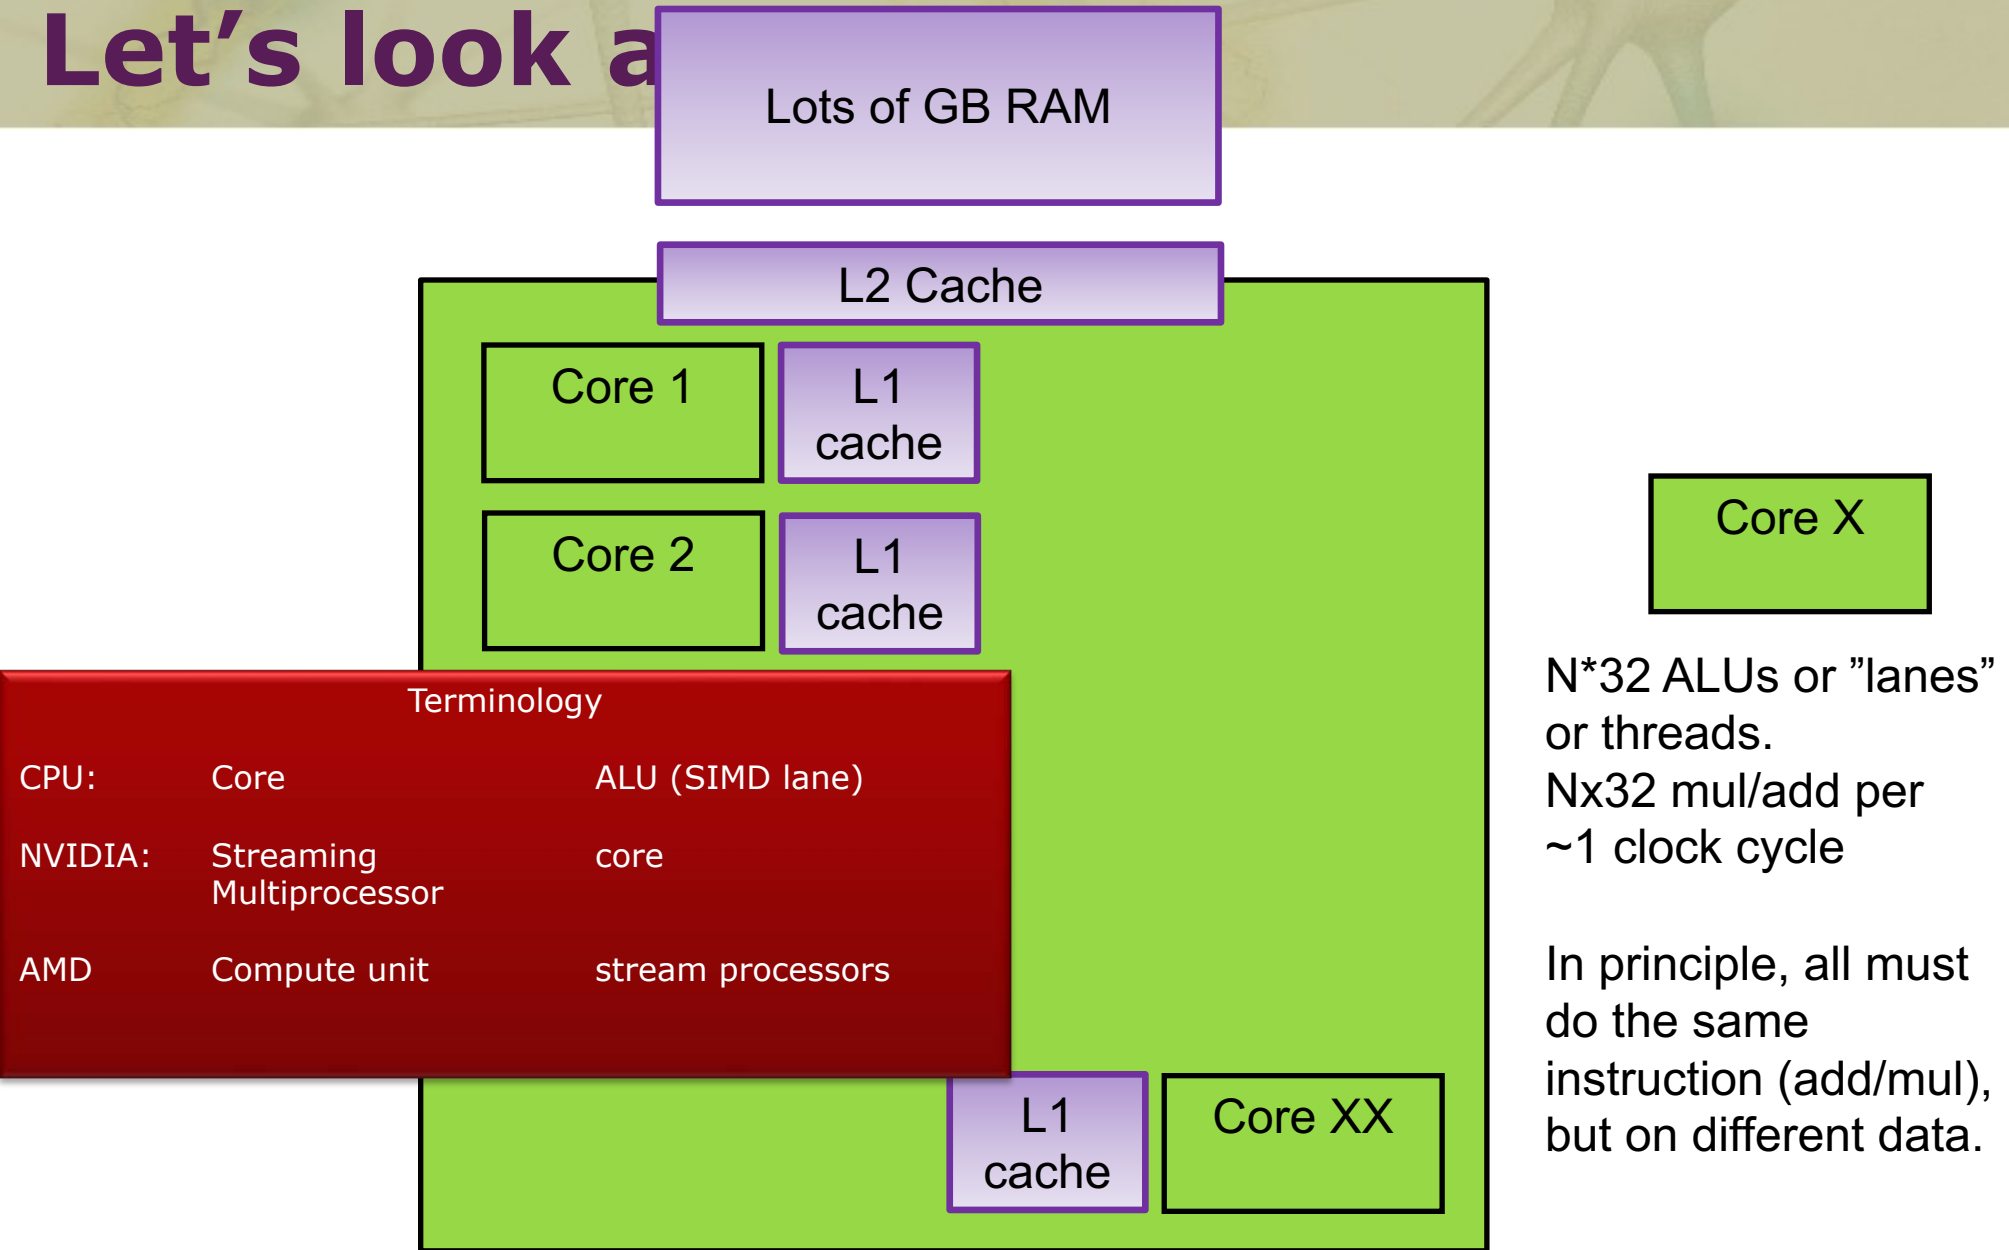 Let’s look a
Lots of GB RAM
L2 Cache
Core 1
L1
cache
Core 2
L1
cache
Core X
N*32 ALUs or ”lanes”
or threads.
Nx32 mul/add per
~1 clock cycle
In principle, all must
do the same
instruction (add/mul),
but on different data.
Terminology
CPU: Core ALU (SIMD lane)
NVIDIA: Streaming core
Multiprocessor
AMD Compute unit stream processors
L1
cache
Core XX